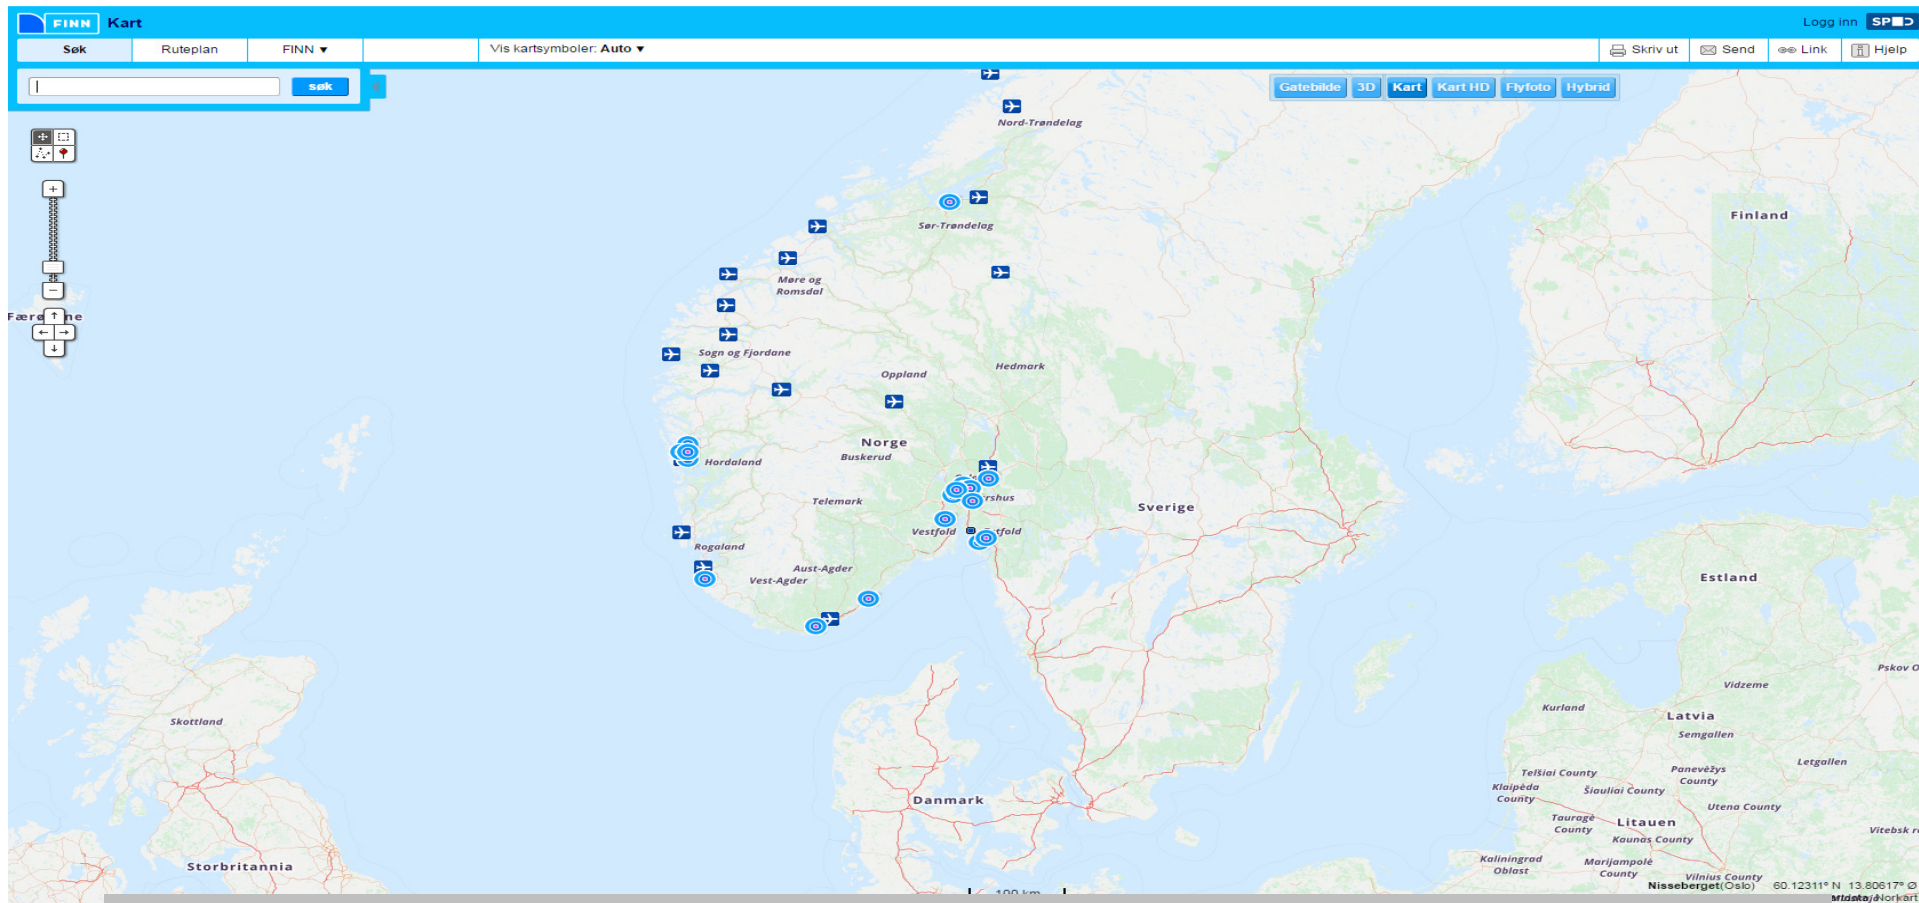 FINN Kart
Logg inn SP
Søk Ruteplan FINN ▼ Vis kartsymboler: Auto ▼ Skriv ut Send Link Hjelp
søk
Gatebilde 3D Kart Kart HD Flyfoto Hybrid
Nord-Trøndelag
Finland
Sør-Trøndelag
Møre og
Romsdal
Sogn og Fjordane
Oppland
Hedmark
Norge
Buskerud
Hordaland
Telemark
Sverige
Vestfold
Rogaland
Aust-Agder
Vest-Agder
Estland
Pskov O
Vidzeme
Kurland
Latvia
Semgallen
Skottland
Letgallen
Telšiai County
Panevėžys
County
Klaipėda
County
Šiauliai County
Danmark
Utena County
Tauragė
County
Litauen
Kaunas County
Vitebsk r
Storbritannia
Kaliningrad
Oblast
Marijampolė
County
Vilnius County
100 km
Nisseberget(Oslo) 60.12311° N 13.80617° Ø
Norkart